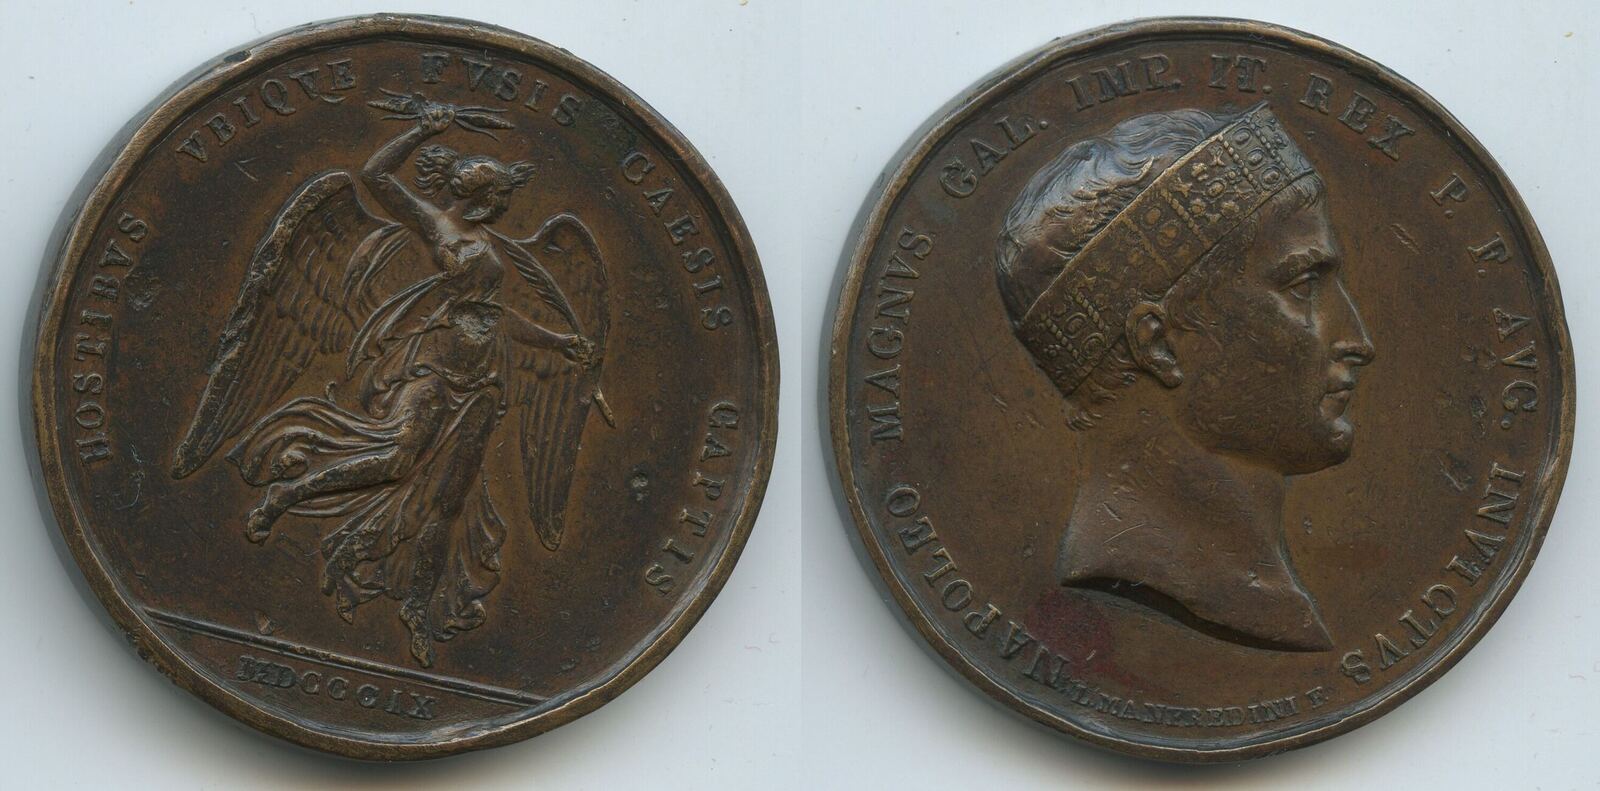 HOSTIBVS VBIQVE FVSIS CAESIS CAPTIS
MDCCCIX
NAPOLEO MAGNVS GAL. IMP. IT. REX P. F. AVG. INVICTVS
L. MANFREDINI F.